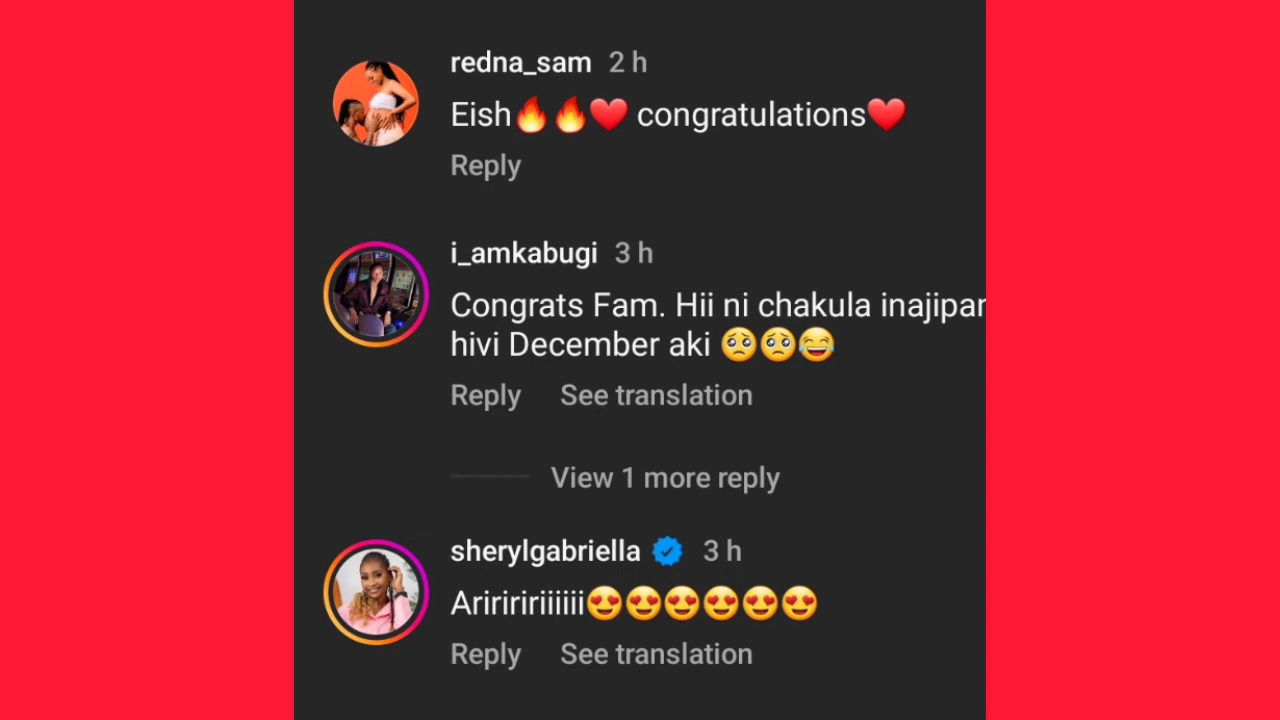 redna_sam 2 h
Eish🔥🔥❤️ congratulations❤️
Reply
i_amkabugi 3 h
Congrats Fam. Hii ni chakula
hivi December aki 🥺🥺😂
Reply See translation
View 1 more reply
sherylgabriella 3 h
Aririririiiiii😍😍😍😍😍😍
Reply See translation